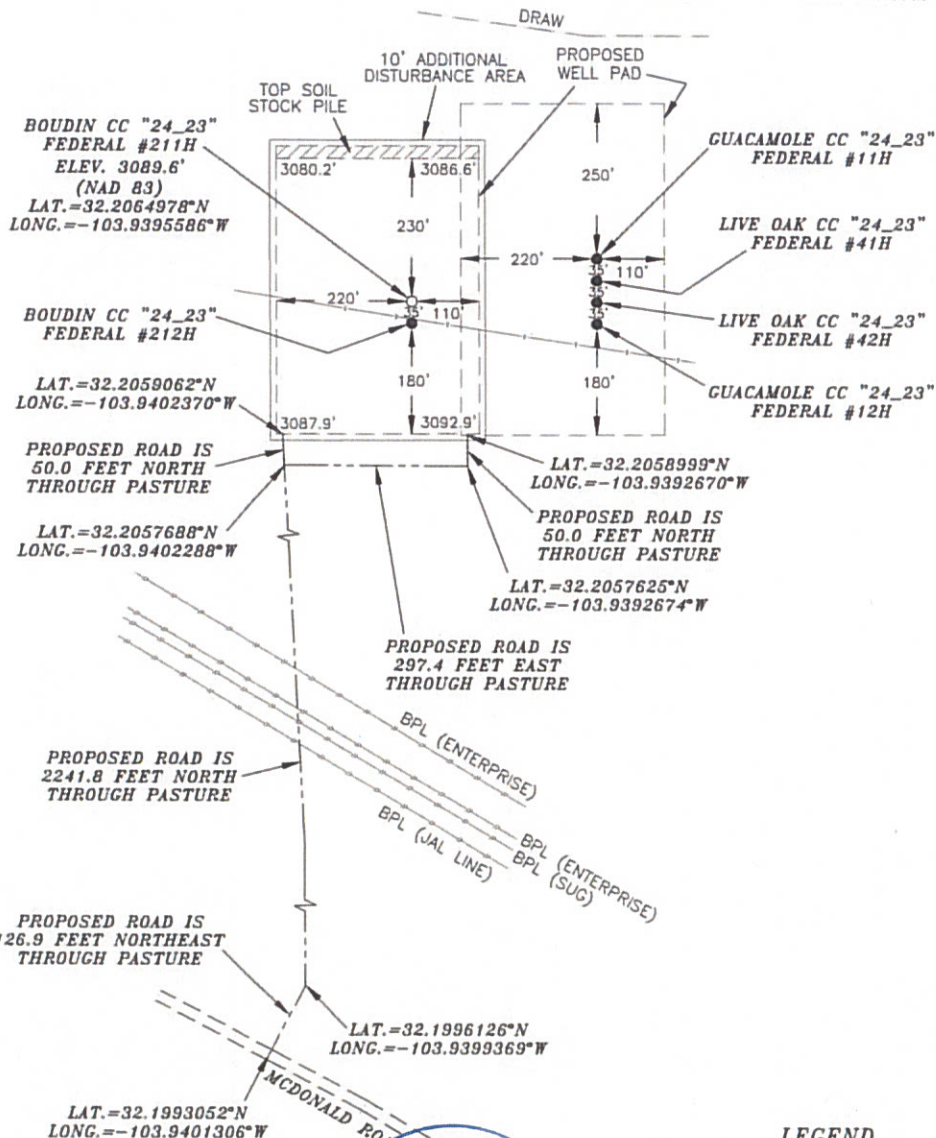 DRAW
10' ADDITIONAL
DISTURBANCE AREA
PROPOSED
WELL PAD
TOP SOIL
STOCK PILE
BOUDIN CC "24_23"
FEDERAL #211H
ELEV. 3089.6'
(NAD 83)
LAT.=32.2064978°N
LONG.=-103.9395586°W
3080.2'
3086.6'
230'
250'
GUACAMOLE CC "24_23"
FEDERAL #11H
LIVE OAK CC "24_23"
FEDERAL #41H
220'
110'
35'
35'
35'
220'
110'
35'
LIVE OAK CC "24_23"
FEDERAL #42H
BOUDIN CC "24_23"
FEDERAL #212H
180'
180'
GUACAMOLE CC "24_23"
FEDERAL #12H
LAT.=32.2059062°N
LONG.=-103.9402370°W
3087.9'
3092.9'
PROPOSED ROAD IS
50.0 FEET NORTH
THROUGH PASTURE
LAT.=32.2058999°N
LONG.=-103.9392670°W
PROPOSED ROAD IS
50.0 FEET NORTH
THROUGH PASTURE
LAT.=32.2057688°N
LONG.=-103.9402288°W
LAT.=32.2057625°N
LONG.=-103.9392674°W
PROPOSED ROAD IS
297.4 FEET EAST
THROUGH PASTURE
BPL (ENTERPRISE)
PROPOSED ROAD IS
2241.8 FEET NORTH
THROUGH PASTURE
BPL (JAL LINE)
BPL (ENTERPRISE)
BPL (SUG)
PROPOSED ROAD IS
126.9 FEET NORTHEAST
THROUGH PASTURE
LAT.=32.1996126°N
LONG.=-103.9399369°W
MCDONALD
LAT.=32.1993052°N
LONG.=-103.9401306°W
LEGEND